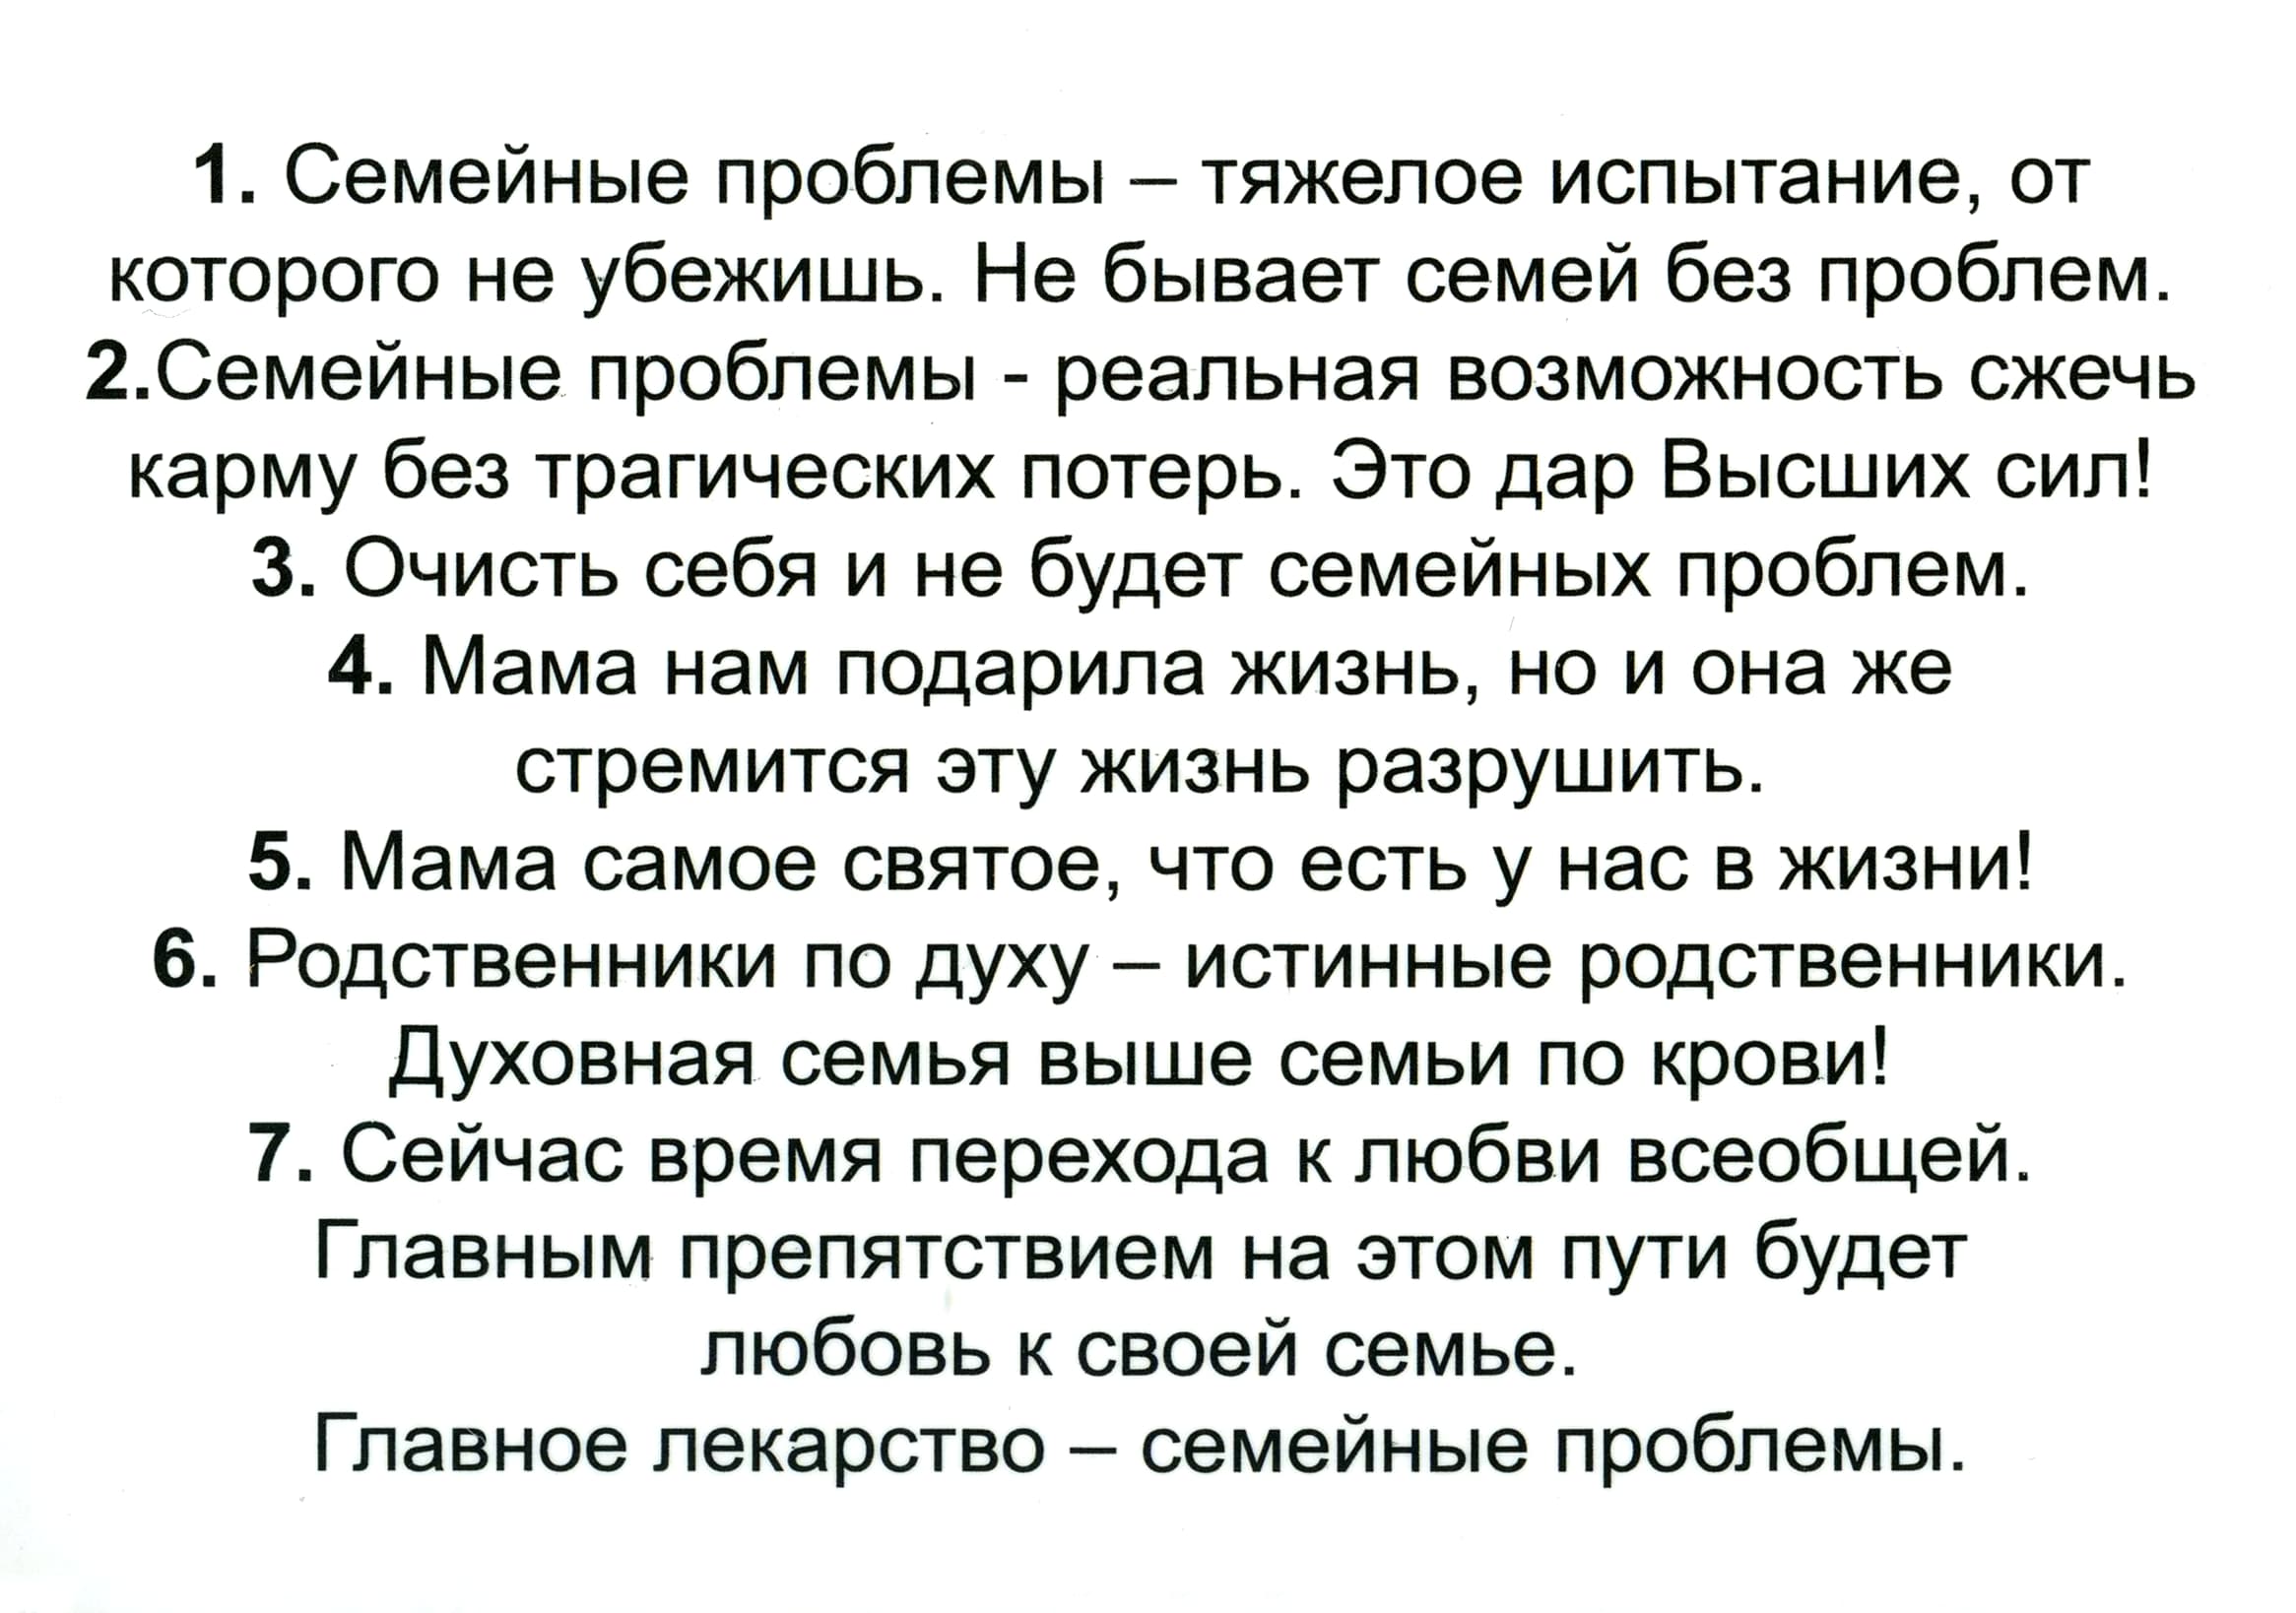 1. Семейные проблемы – тяжелое испытание, от
которого не убежишь. Не бывает семей без проблем.
2.Семейные проблемы - реальная возможность сжечь
карму без трагических потерь. Это дар Высших сил!
3. Очисть себя и не будет семейных проблем.
4. Мама нам подарила жизнь, но и она же
стремится эту жизнь разрушить.
5. Мама самое святое, что есть у нас в жизни!
6. Родственники по духу – истинные родственники.
Духовная семья выше семьи по крови!
7. Сейчас время перехода к любви всеобщей.
Главным препятствием на этом пути будет
любовь к своей семье.
Главное лекарство – семейные проблемы.